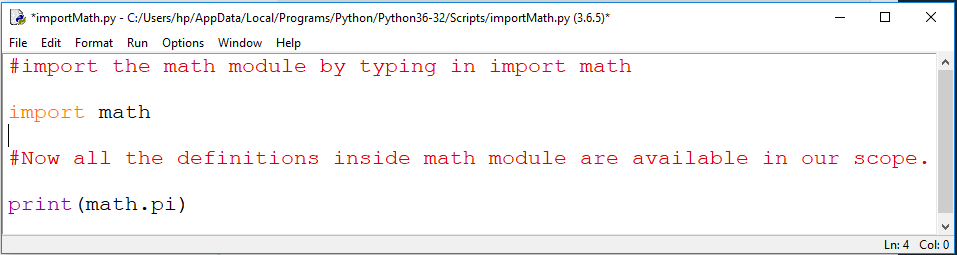 *importMath.py - C:/Users/hp/AppData/Local/Programs/Python/Python36-32/Scripts/importMath.py (3.6.5)*
File Edit Format Run Options Window Help
#import the math module by typing in import math
import math
#Now all the definitions inside math module are available in our scope.
print(math.pi)
Ln: 4 Col: 0